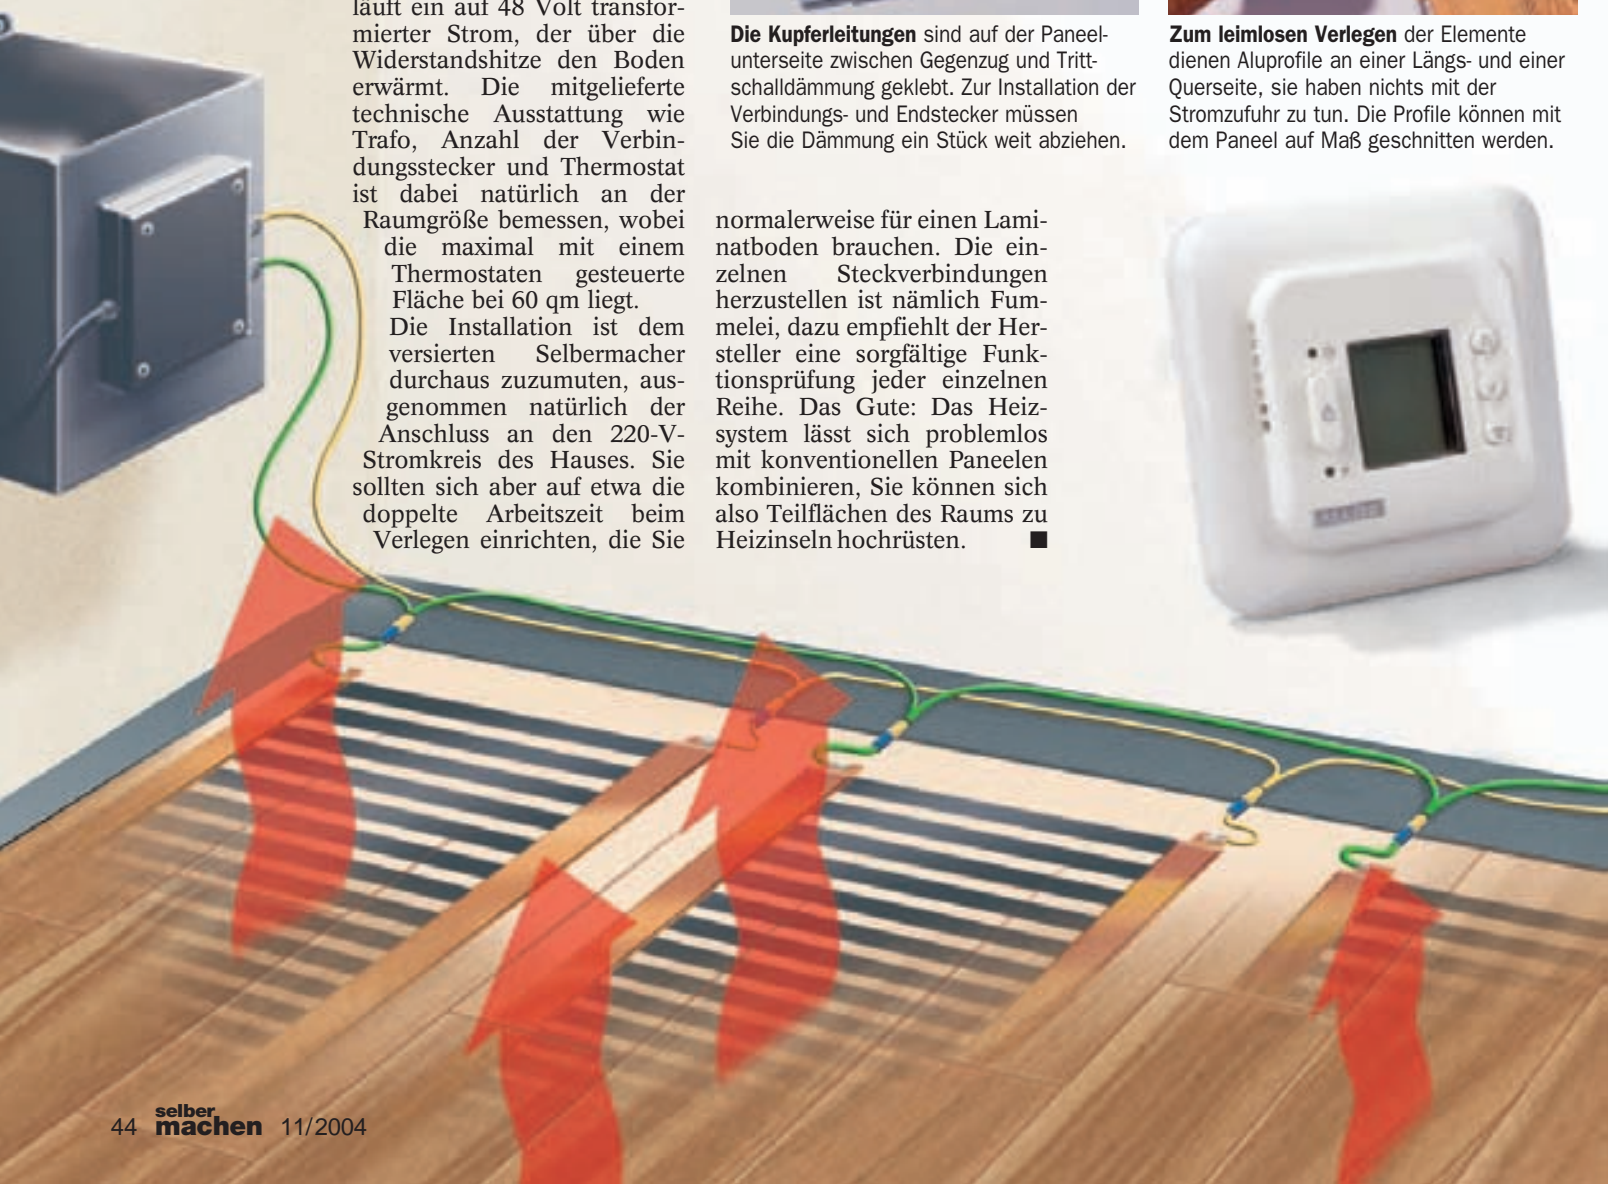 läuft ein auf 48 Volt transfor-
mierter Strom, der über die
Widerstandshitze den Boden
erwärmt. Die mitgelieferte
technische Ausstattung wie
Trafo, Anzahl der Verbin-
dungsstecker und Thermostat
ist dabei natürlich an der
Raumgröße bemessen, wobei
die maximal mit einem
Thermostaten gesteuerte
Fläche bei 60 qm liegt.
Die Installation ist dem
versierten Selbermacher
durchaus zuzumuten, aus-
genommen natürlich der
Anschluss an den 220-V-
Stromkreis des Hauses. Sie
sollten sich aber auf etwa die
doppelte Arbeitszeit beim
Verlegen einrichten, die Sie
normalerweise für einen Lami-
natboden brauchen. Die ein-
zelnen Steckverbindungen
herzustellen ist nämlich Fum-
melei, dazu empfiehlt der Her-
steller eine sorgfältige Funk-
tionsprüfung jeder einzelnen
Reihe. Das Gute: Das Heiz-
system lässt sich problemlos
mit konventionellen Paneelen
kombinieren, Sie können sich
also Teilflächen des Raums zu
Heizinseln hochrüsten. ■
Die Kupferleitungen sind auf der Paneel-
unterseite zwischen Gegenzug und Tritt-
schalldämmung geklebt. Zur Installation der
Verbindungs- und Endstecker müssen
Sie die Dämmung ein Stück weit abziehen.
Zum leimlosen Verlegen der Elemente
dienen Aluprofile an einer Längs- und einer
Querseite, sie haben nichts mit der
Stromzufuhr zu tun. Die Profile können mit
dem Paneel auf Maß geschnitten werden.
44 selber machen 11/2004